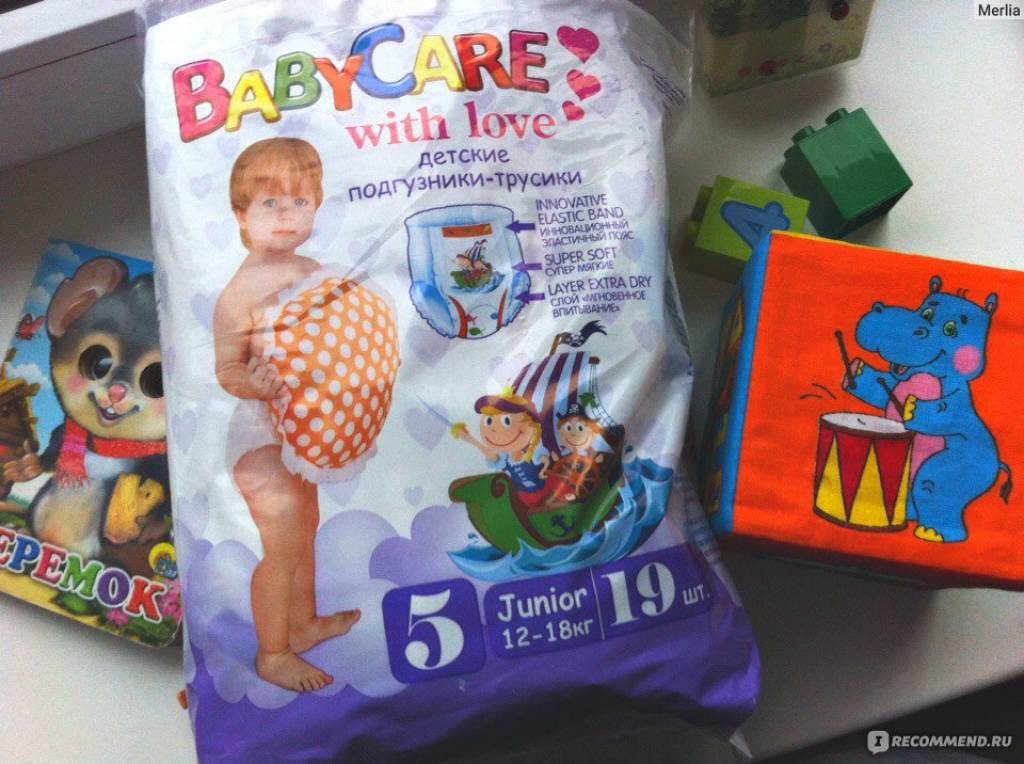 Merlia
BABYCARE
with love
детские
подгузники-трусики
INNOVATIVE
ELASTIC BAND
ИННОВАЦИОННЫЙ
ЭЛАСТИЧНЫЙ ПОЯС
SUPER SOFT
СУПЕР МЯГКИЕ
LAYER EXTRA DRY
СЛОЙ «МГНОВЕННОЕ
ВПИТЫВАНИЕ»
4
ЕРЕМОК
5
Junior
12-18кг
19 шт.
I RECOMMEND.RU